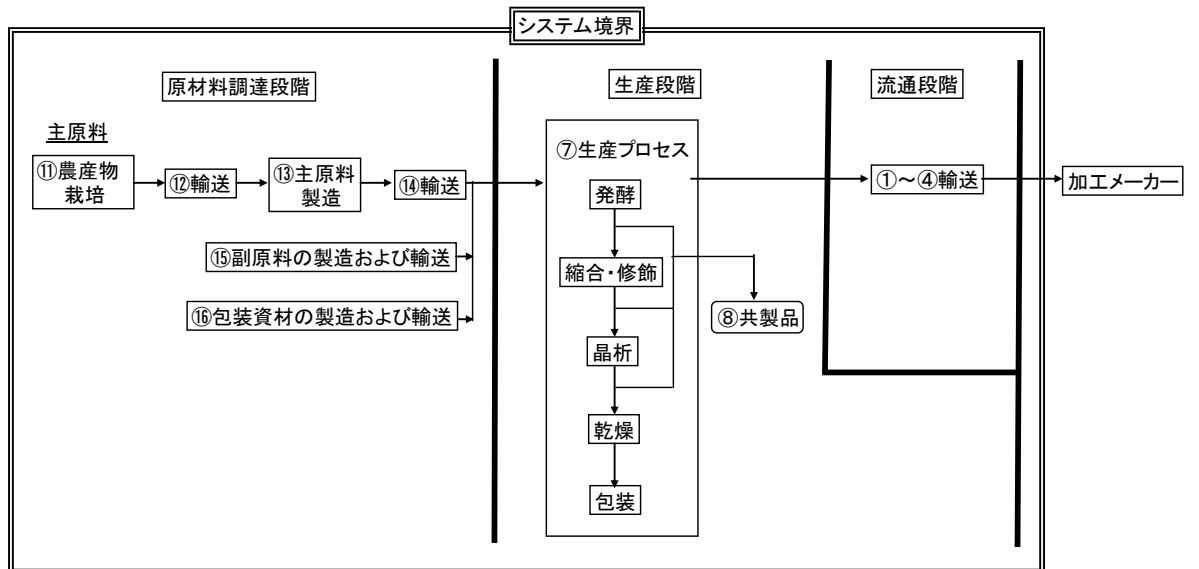 システム境界
原材料調達段階
生産段階
流通段階
主原料
⑪農産物
栽培
⑫輸送
⑬主原料
製造
⑭輸送
⑮副原料の製造および輸送
⑯包装資材の製造および輸送
⑦生産プロセス
発酵
縮合・修飾
晶析
乾燥
包装
⑧共製品
①～④輸送
加工メーカー